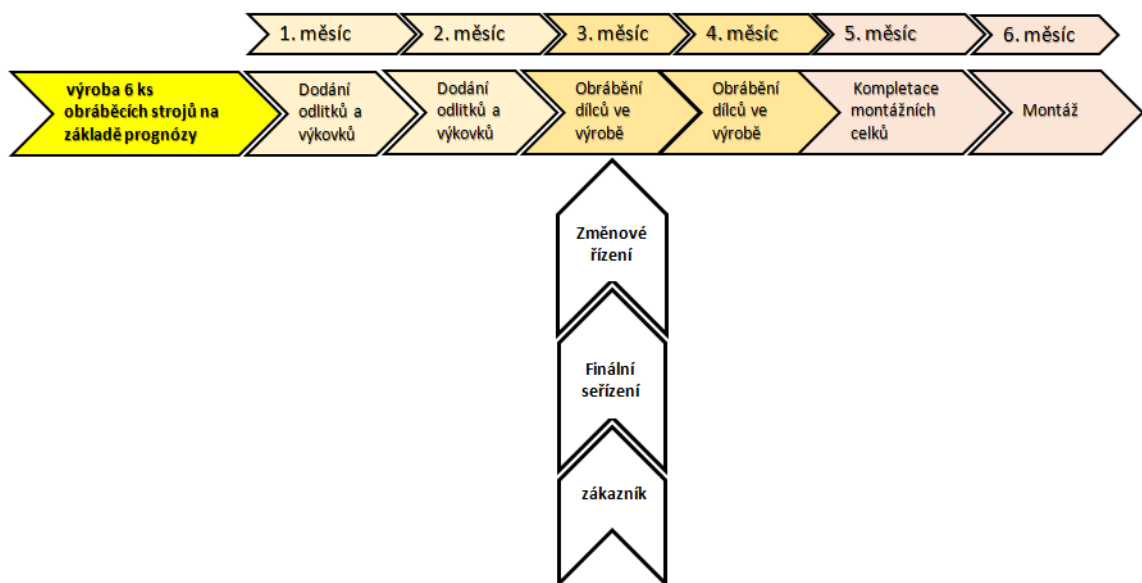 1. měsíc
2. měsíc
3. měsíc
4. měsíc
5. měsíc
6. měsíc
výroba 6 ks
obráběcích strojů na
základě prognózy
Dodání
odlitků a
výkovků
Dodání
odlitků a
výkovků
Obrábění
dílců ve
výrobě
Obrábění
dílců ve
výrobě
Kompletace
montážních
celků
Montáž
Změnové
řízení
Finální
seřízení
zákazník